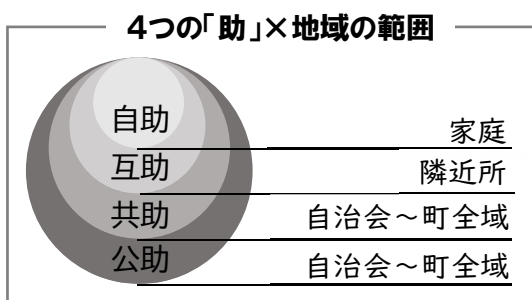 4つの「助」×地域の範囲
自助 家庭
互助 隣近所
共助 自治会～町全域
公助 自治会～町全域